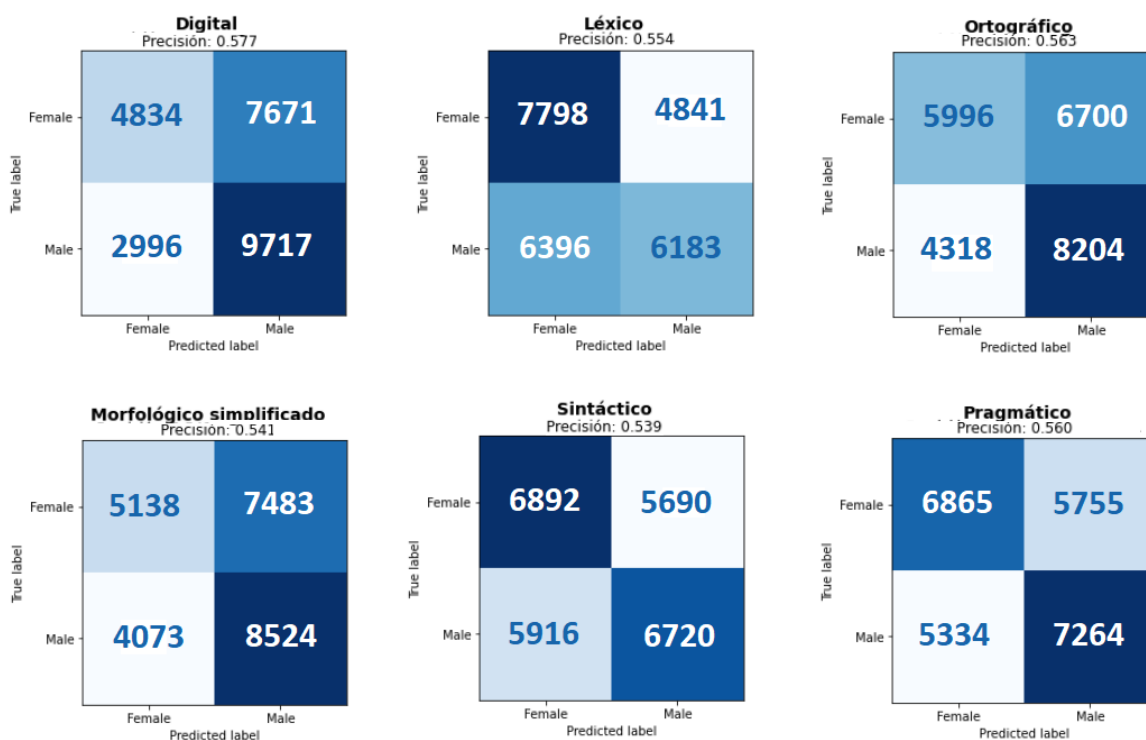 Digital
Precisión: 0.577
True label
Female
4834
7671
Male
2996
9717
Female
Male
Predicted label
Léxico
Precisión: 0.554
True label
Female
7798
4841
Male
6396
6183
Female
Male
Predicted label
Ortográfico
Precisión: 0.563
True label
Female
5996
6700
Male
4318
8204
Female
Male
Predicted label
Morfológico simplificado
Precisión: 0.541
True label
Female
5138
7483
Male
4073
8524
Female
Male
Predicted label
Sintáctico
Precisión: 0.539
True label
Female
6892
5690
Male
5916
6720
Female
Male
Predicted label
Pragmático
Precisión: 0.560
True label
Female
6865
5755
Male
5334
7264
Female
Male
Predicted label